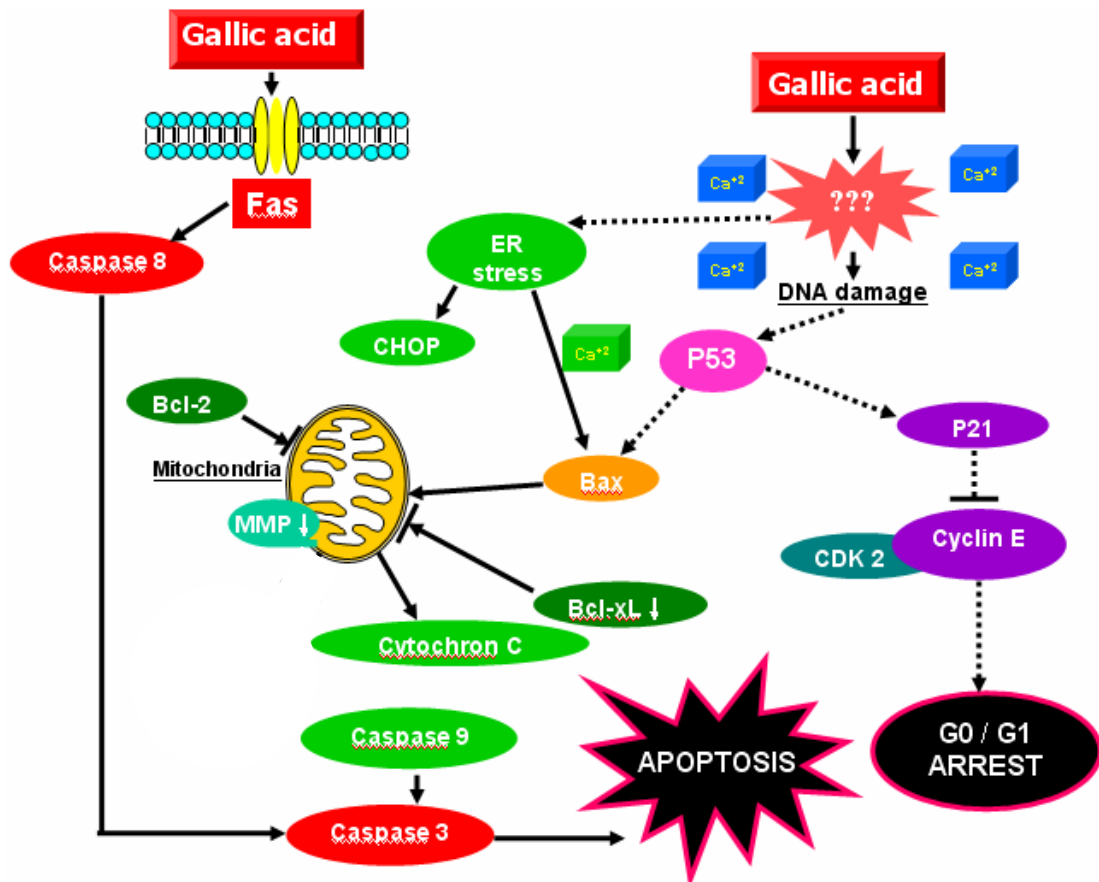 Gallic acid
Gallic acid
Fas
Caspase 8
???
Ca+2
Ca+2
Ca+2
Ca+2
ER
stress
DNA damage
CHOP
Ca+2
P53
Bcl-2
P21
Mitochondria
Bax
MMP ↓
Cyclin E
CDK 2
Bcl-xL ↓
Cytochron C
Caspase 9
APOPTOSIS
G0 / G1
ARREST
Caspase 3